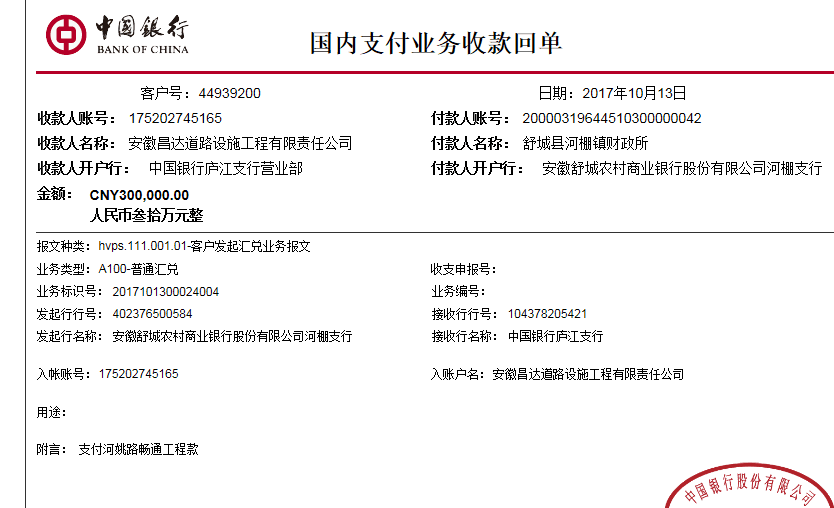 中国银行
BANK OF CHINA
国内支付业务收款回单
客户号：44939200 日期：2017年10月13日
收款人账号：175202745165 付款人账号：20000319644510300000042
收款人名称：安徽昌达道路设施工程有限责任公司 付款人名称：舒城县河棚镇财政所
收款人开户行：中国银行庐江支行营业部 付款人开户行：安徽舒城农村商业银行股份有限公司河棚支行
金额：CNY300,000.00
人民币叁拾万元整
报文种类：hvps.111.001.01-客户发起汇兑业务报文
业务类型：A100-普通汇兑 收支申报号：
业务标识号：2017101300024004 业务编号：
发起行行号：402376500584 接收行行号：104378205421
发起行名称：安徽舒城农村商业银行股份有限公司河棚支行 接收行名称：中国银行庐江支行
入帐账号：175202745165 入账户名：安徽昌达道路设施工程有限责任公司
用途：
附言：支付河姚路畅通工程款
中国银行股份有限公司